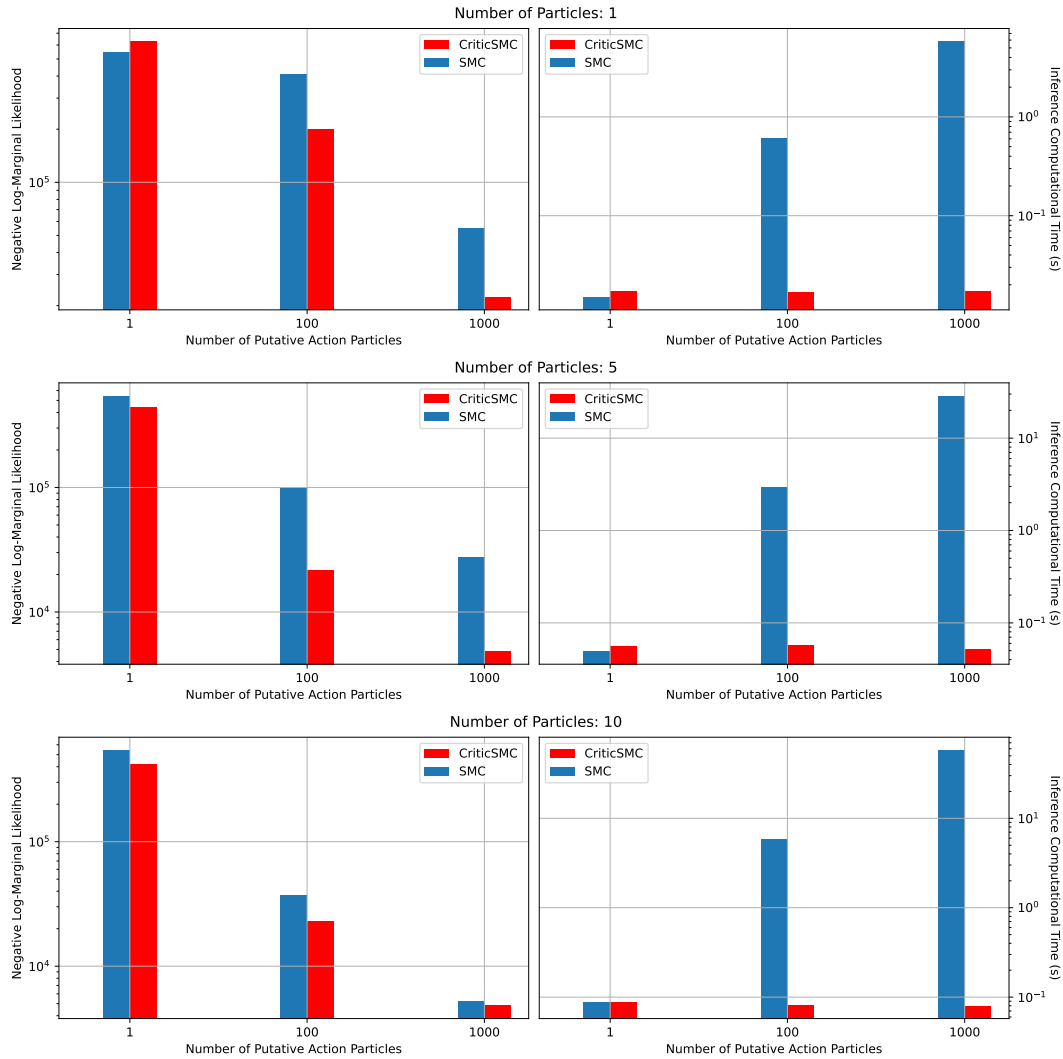 Number of Particles: 1
Negative Log-Marginal Likelihood
10^5
CriticSMC
SMC
1
100
1000
Number of Putative Action Particles
CriticSMC
SMC
10^0
10^-1
Inference Computational Time (s)
1
100
1000
Number of Putative Action Particles
Number of Particles: 5
Negative Log-Marginal Likelihood
10^5
10^4
CriticSMC
SMC
1
100
1000
Number of Putative Action Particles
CriticSMC
SMC
10^1
10^0
10^-1
Inference Computational Time (s)
1
100
1000
Number of Putative Action Particles
Number of Particles: 10
Negative Log-Marginal Likelihood
10^5
10^4
CriticSMC
SMC
1
100
1000
Number of Putative Action Particles
CriticSMC
SMC
10^1
10^0
10^-1
Inference Computational Time (s)
1
100
1000
Number of Putative Action Particles